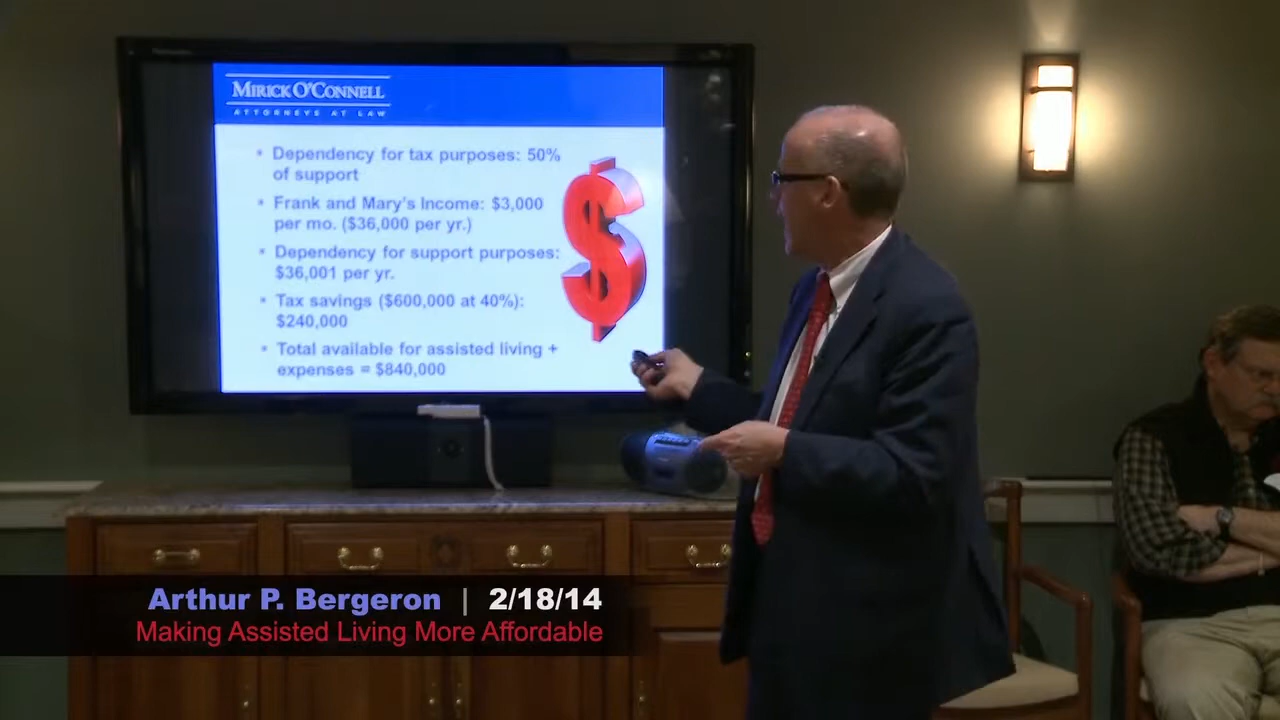 MIRICK O'CONNELL
ATTORNEYS AT LAW
• Dependency for tax purposes: 50%
of support
• Frank and Mary's Income: $3,000
per mo. ($36,000 per yr.)
• Dependency for support purposes:
$36,001 per yr.
• Tax savings ($600,000 at 40%):
$240,000
• Total available for assisted living +
expenses = $840,000
Arthur P. Bergeron | 2/18/14
Making Assisted Living More Affordable